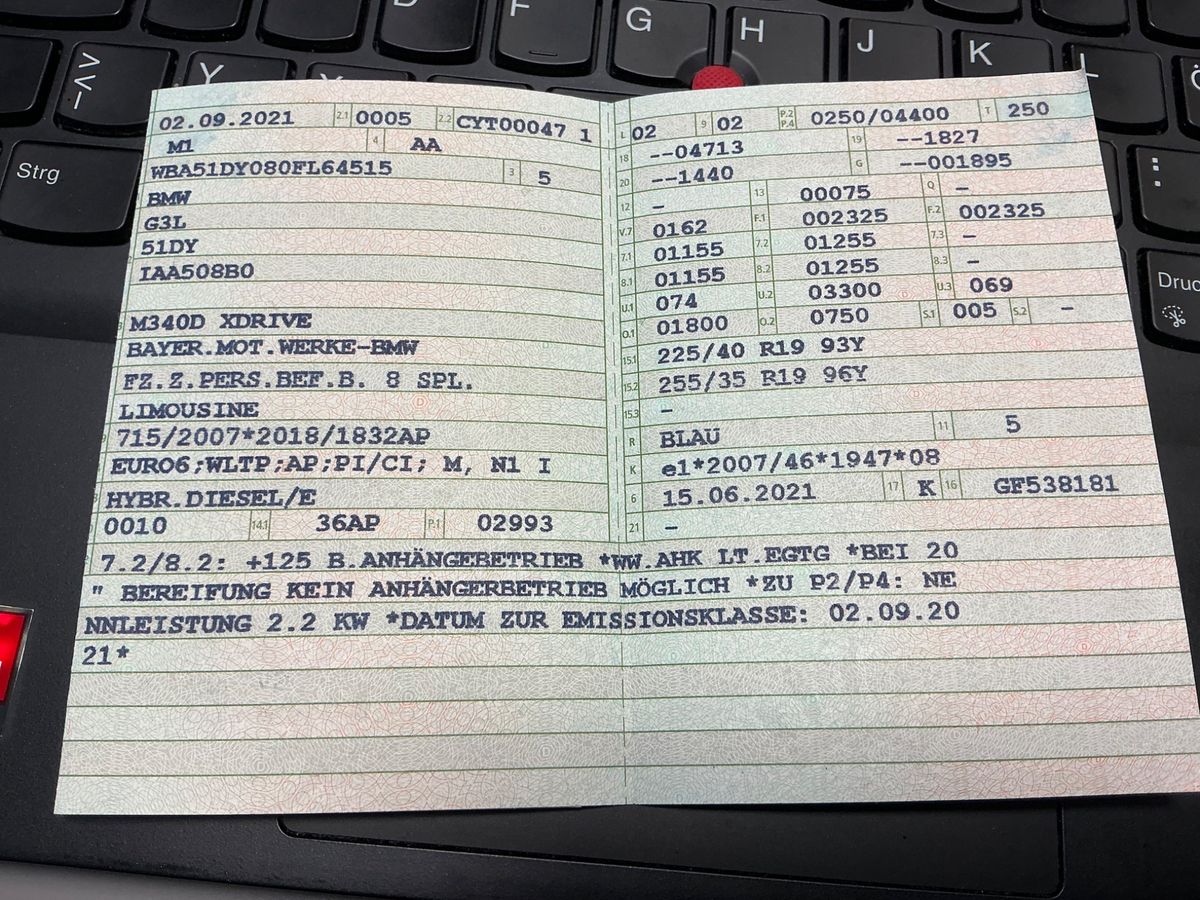 D F G H J K L
Y
Strg
Druc
02.09.2021 2.1 0005 2.2 CYT00047 1
M1 4 AA
WBA51DY080FL64515 3 5
BMW
G3L
51DY
IAA508B0
M340D XDRIVE
BAYER.MOT.WERKE-BMW
FZ.Z.PERS.BEF.B. 8 SPL.
LIMOUSINE
715/2007*2018/1832AP
EURO6;WLTP;AP;PI/CI; M, N1 I
HYBR.DIESEL/E
0010 14.1 36AP P.1 02993
L 02 9 02 P.2 P.4 0250/04400 T 250
18 --04713 19 --1827
20 --1440 G --001895
12 - 13 00075 Q -
V.7 0162 F.1 002325 F.2 002325
7.1 01155 7.2 01255 7.3 -
8.1 01155 8.2 01255 8.3 -
U.1 074 U.2 03300 U.3 069
O.1 01800 O.2 0750 S.1 005 S.2 -
15.1 225/40 R19 93Y
15.2 255/35 R19 96Y
15.3 -
R BLAU 11 5
K e1*2007/46*1947*08
6 15.06.2021 17 K 16 GF538181
21 -
7.2/8.2: +125 B.ANHÄNGEBETRIEB *WW.AHK LT.EGTG *BEI 20
" BEREIFUNG KEIN ANHÄNGERBETRIEB MÖGLICH *ZU P2/P4: NE
NNLEISTUNG 2.2 KW *DATUM ZUR EMISSIONSKLASSE: 02.09.20
21*